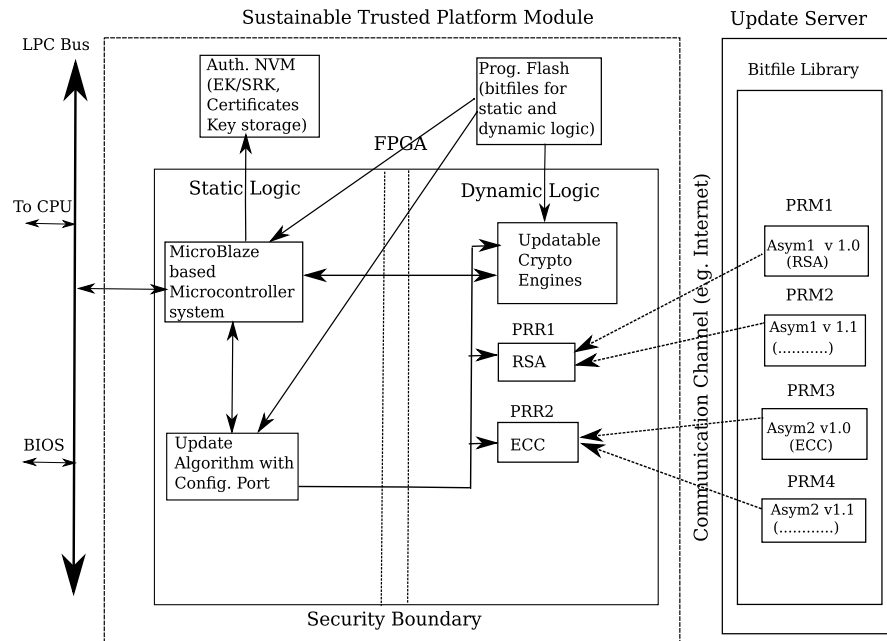 Sustainable Trusted Platform Module
Update Server
LPC Bus
Auth. NVM
(EK/SRK,
Certificates
Key storage)
Prog. Flash
(bitfiles for
static and
dynamic logic)
Bitfile Library
FPGA
Static Logic
Dynamic Logic
To CPU
MicroBlaze
based
Microcontroller
system
Updatable
Crypto
Engines
PRR1
RSA
PRR2
ECC
BIOS
Update
Algorithm with
Config. Port
Security Boundary
Communication Channel (e.g. Internet)
PRM1
Asym1 v 1.0
(RSA)
PRM2
Asym1 v 1.1
(...........)
PRM3
Asym2 v1.0
(ECC)
PRM4
Asym2 v1.1
(............)